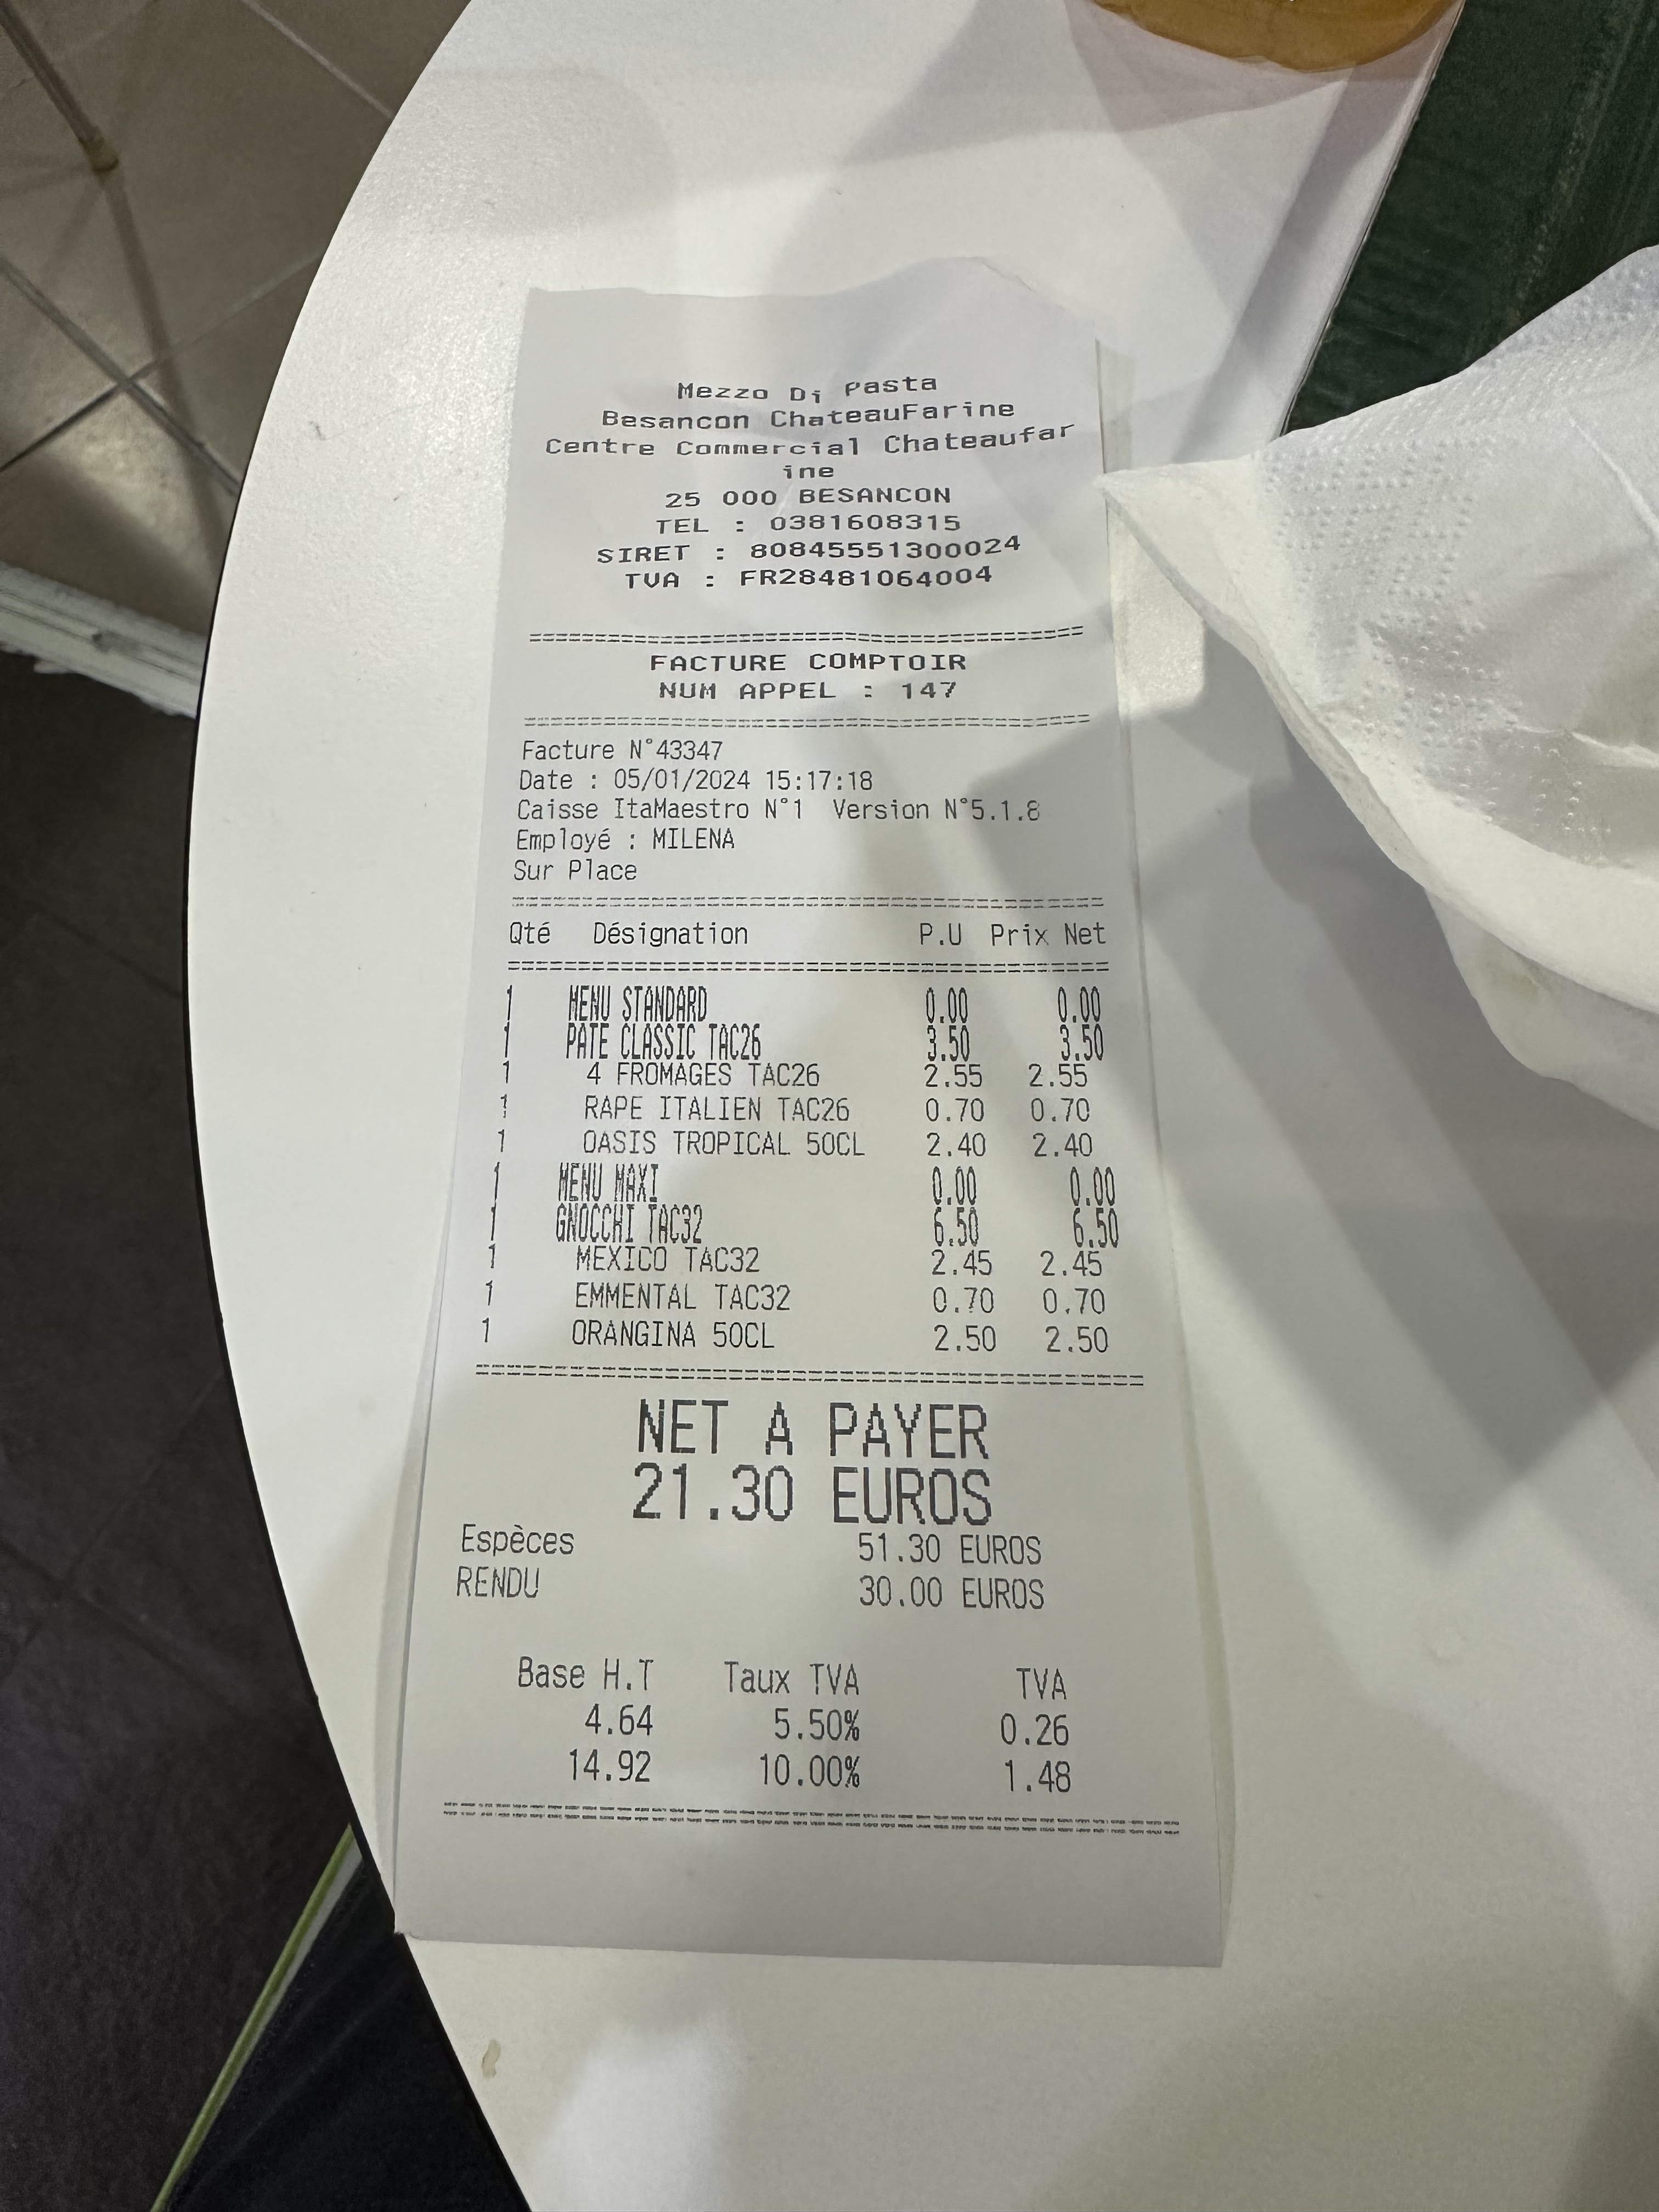 Mezzo Di Pasta
Besancon ChateauFarine
Centre Commercial Chateaufar
ine
25 000 BESANCON
TEL : 0381608315
SIRET : 80845551300024
TVA : FR28481064004
FACTURE COMPTOIR
NUM APPEL : 147
Facture N°43347
Date : 05/01/2024 15:17:18
Caisse ItaMaestro N°1 Version N°5.1.8
Employé : MILENA
Sur Place
Qté Désignation P.U Prix Net
1 MENU STANDARD 0.00 0.00
1 PATE CLASSIC TAC26 3.50 3.50
1 4 FROMAGES TAC26 2.55 2.55
1 RAPE ITALIEN TAC26 0.70 0.70
1 OASIS TROPICAL 50CL 2.40 2.40
1 MENU MAXI 0.00 0.00
1 GNOCCHI TAC32 6.50 6.50
1 MEXICO TAC32 2.45 2.45
1 EMMENTAL TAC32 0.70 0.70
1 ORANGINA 50CL 2.50 2.50
NET A PAYER
21.30 EUROS
Espèces 51.30 EUROS
RENDU 30.00 EUROS
Base H.T Taux TVA TVA
4.64 5.50% 0.26
14.92 10.00% 1.48